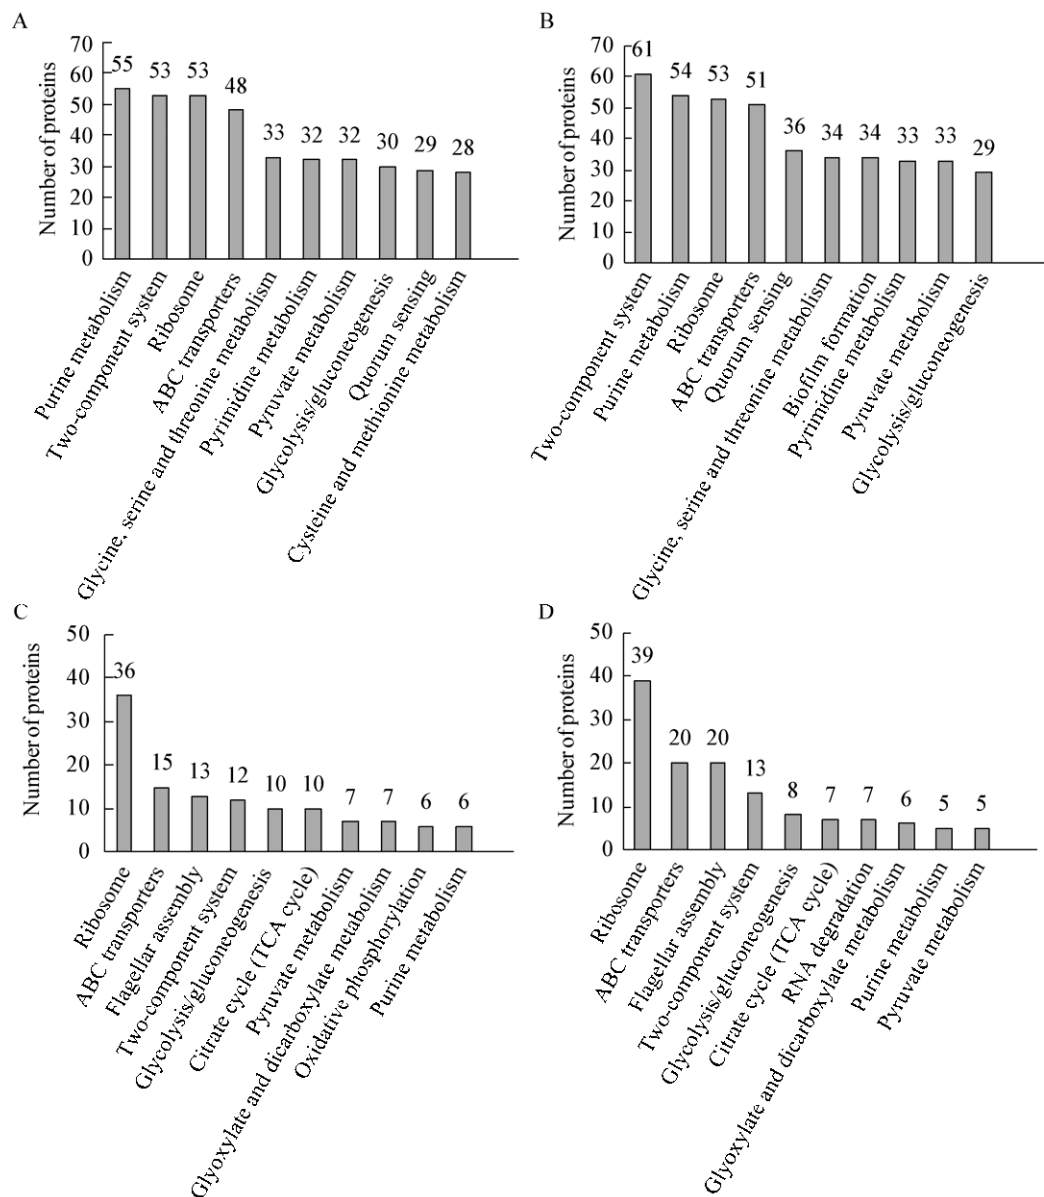 A
Number of proteins
70
60
50
40
30
20
10
0
55
53
53
48
33
32
32
30
29
28
Purine metabolism
Two-component system
Ribosome
ABC transporters
Glycine, serine and threonine metabolism
Pyrimidine metabolism
Pyruvate metabolism
Glycolysis/gluconeogenesis
Quorum sensing
Cysteine and methionine metabolism
B
Number of proteins
70
60
50
40
30
20
10
0
61
54
53
51
36
34
34
33
33
29
Two-component system
Purine metabolism
Ribosome
ABC transporters
Quorum sensing
Glycine, serine and threonine metabolism
Biofilm formation
Pyrimidine metabolism
Pyruvate metabolism
Glycolysis/gluconeogenesis
C
Number of proteins
50
40
30
20
10
0
36
15
13
12
10
10
7
7
6
6
Ribosome
ABC transporters
Flagellar assembly
Two-component system
Glycolysis/gluconeogenesis
Citrate cycle (TCA cycle)
Pyruvate metabolism
Glyoxylate and dicarboxylate metabolism
Oxidative phosphorylation
Purine metabolism
D
Number of proteins
50
40
30
20
10
0
39
20
20
13
8
7
7
6
5
5
Ribosome
ABC transporters
Flagellar assembly
Two-component system
Glycolysis/gluconeogenesis
Citrate cycle (TCA cycle)
RNA degradation
Glyoxylate and dicarboxylate metabolism
Purine metabolism
Pyruvate metabolism